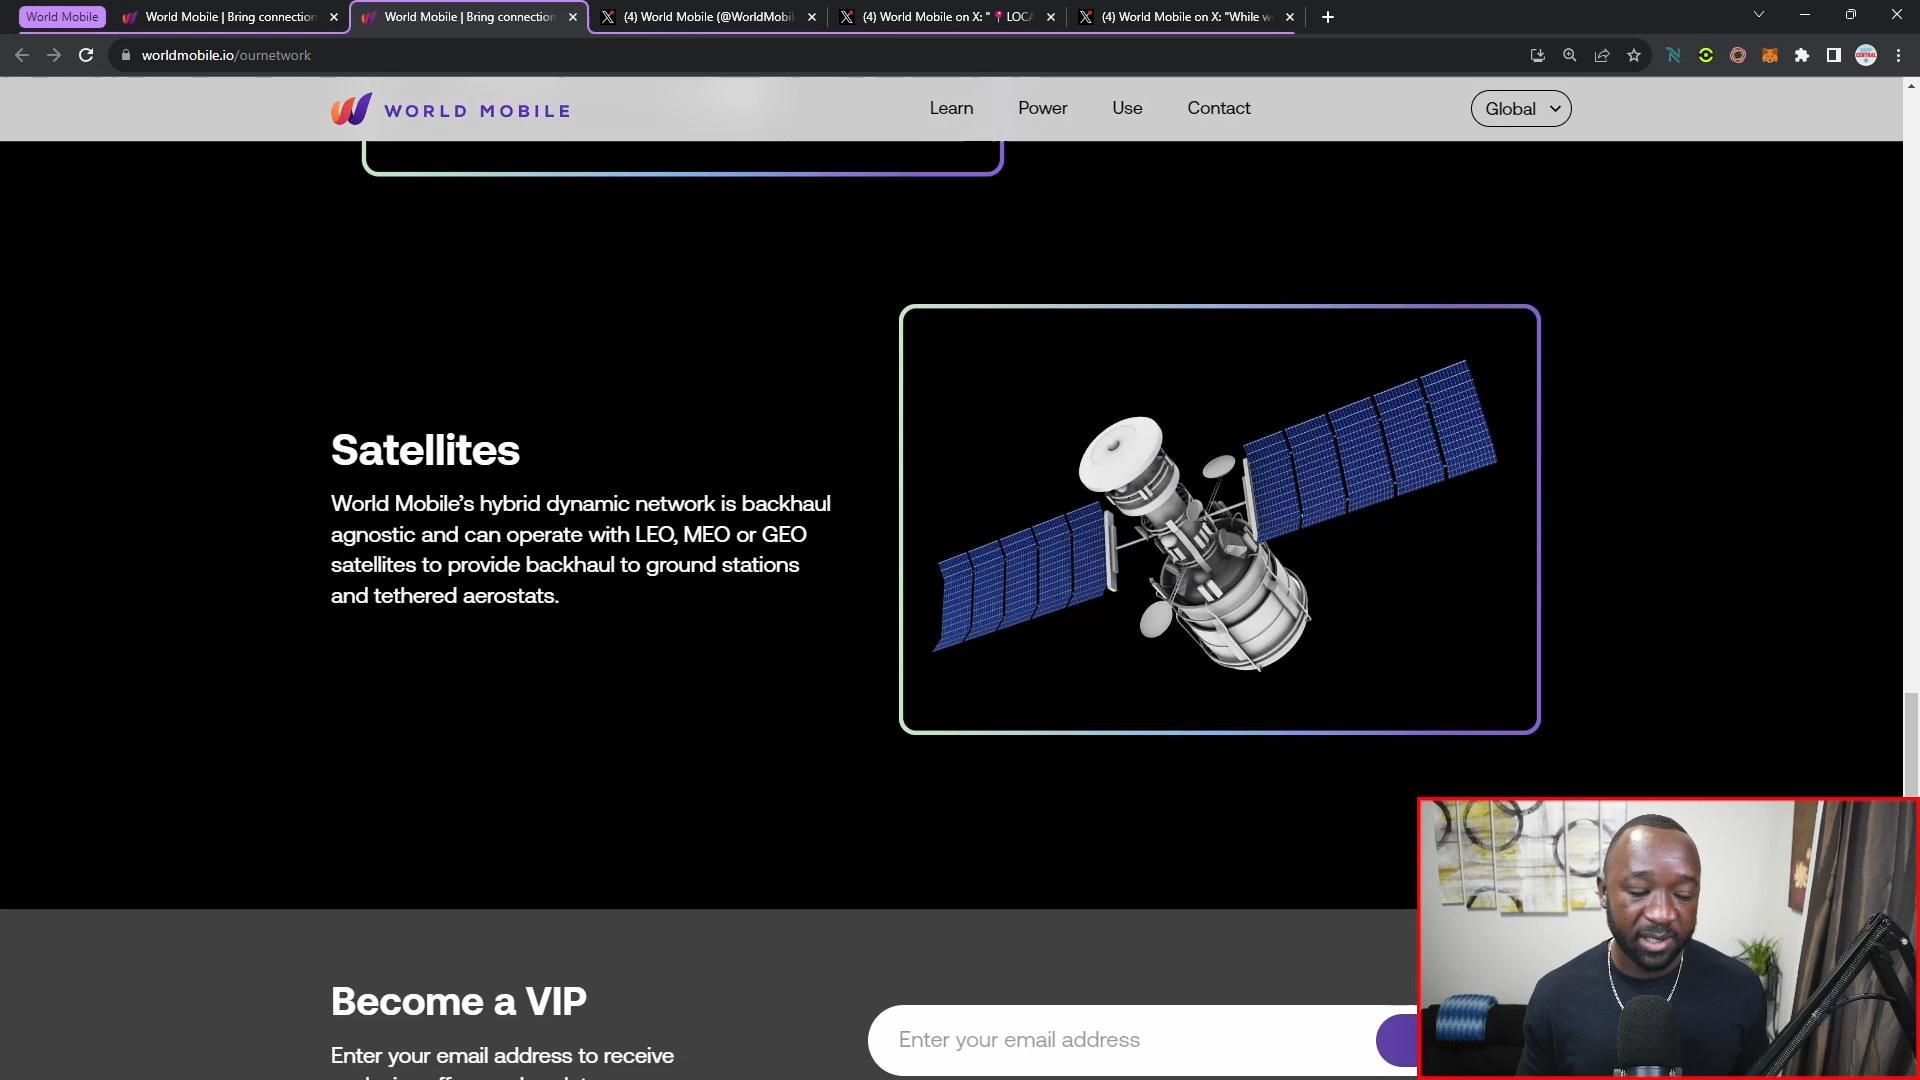 World Mobile
World Mobile | Bring connection
World Mobile | Bring connection
(4) World Mobile (@WorldMobil
(4) World Mobile on X: "📍LOCA
(4) World Mobile on X: "While w
worldmobile.io/ournetwork
WORLD MOBILE
Learn
Power
Use
Contact
Global
Satellites
World Mobile’s hybrid dynamic network is backhaul
agnostic and can operate with LEO, MEO or GEO
satellites to provide backhaul to ground stations
and tethered aerostats.
Become a VIP
Enter your email address
Enter your email address to receive